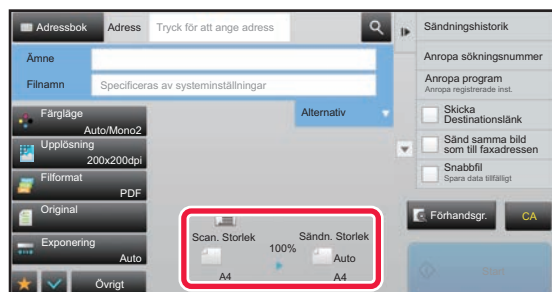 Adressbok
Adress
Tryck för att ange adress
Ämne
Filnamn
Specificeras av systeminställningar
Färgläge
Auto/Mono2
Upplösning
200x200dpi
Filformat
PDF
Original
Exponering
Auto
Övrigt
Alternativ
Scan. Storlek
A4
100%
Sändn. Storlek
Auto
A4
Sändningshistorik
Anropa sökningsnummer
Anropa program
Anropa registrerade inst.
Skicka
Destinationslänk
Sänd samma bild
som till faxadressen
Snabbfil
Spara data tillfälligt
Förhandsgr.
CA
Start